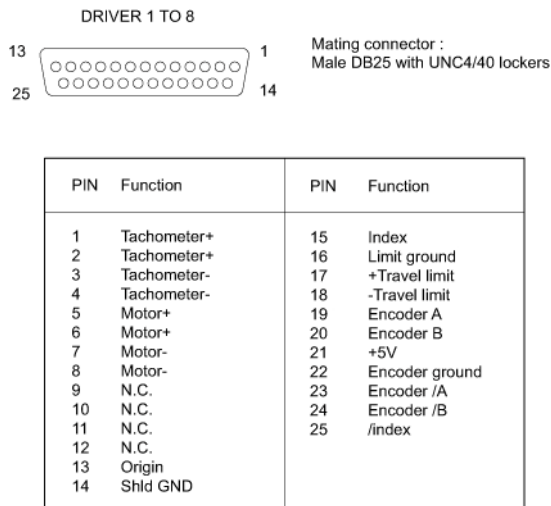 DRIVER 1 TO 8
13
1
25
14
Mating connector :
Male DB25 with UNC4/40 lockers
PIN Function
1 Tachometer+
2 Tachometer+
3 Tachometer-
4 Tachometer-
5 Motor+
6 Motor+
7 Motor-
8 Motor-
9 N.C.
10 N.C.
11 N.C.
12 N.C.
13 Origin
14 Shld GND
PIN Function
15 Index
16 Limit ground
17 +Travel limit
18 -Travel limit
19 Encoder A
20 Encoder B
21 +5V
22 Encoder ground
23 Encoder /A
24 Encoder /B
25 /index